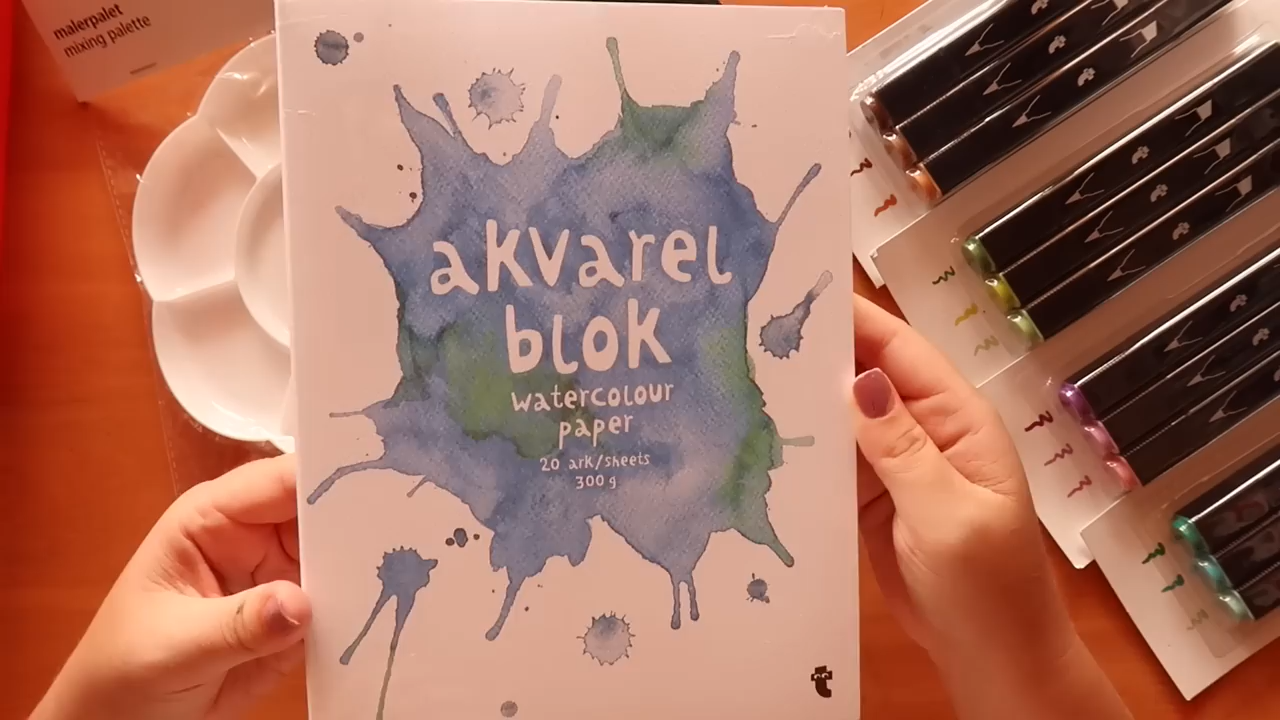 malerpalet
mixing palette
akvarel
blok
watercolour
paper
20 ark/sheets
300 g